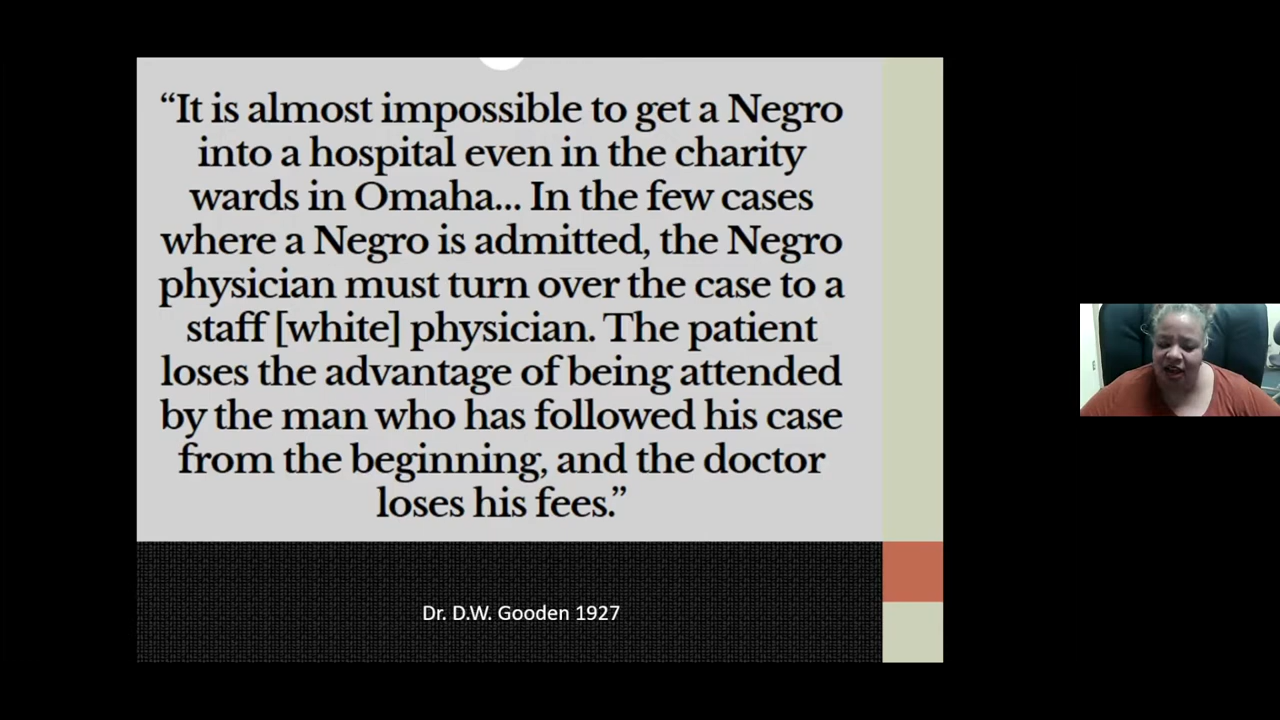 “It is almost impossible to get a Negro
into a hospital even in the charity
wards in Omaha... In the few cases
where a Negro is admitted, the Negro
physician must turn over the case to a
staff [white] physician. The patient
loses the advantage of being attended
by the man who has followed his case
from the beginning, and the doctor
loses his fees.”
Dr. D.W. Gooden 1927